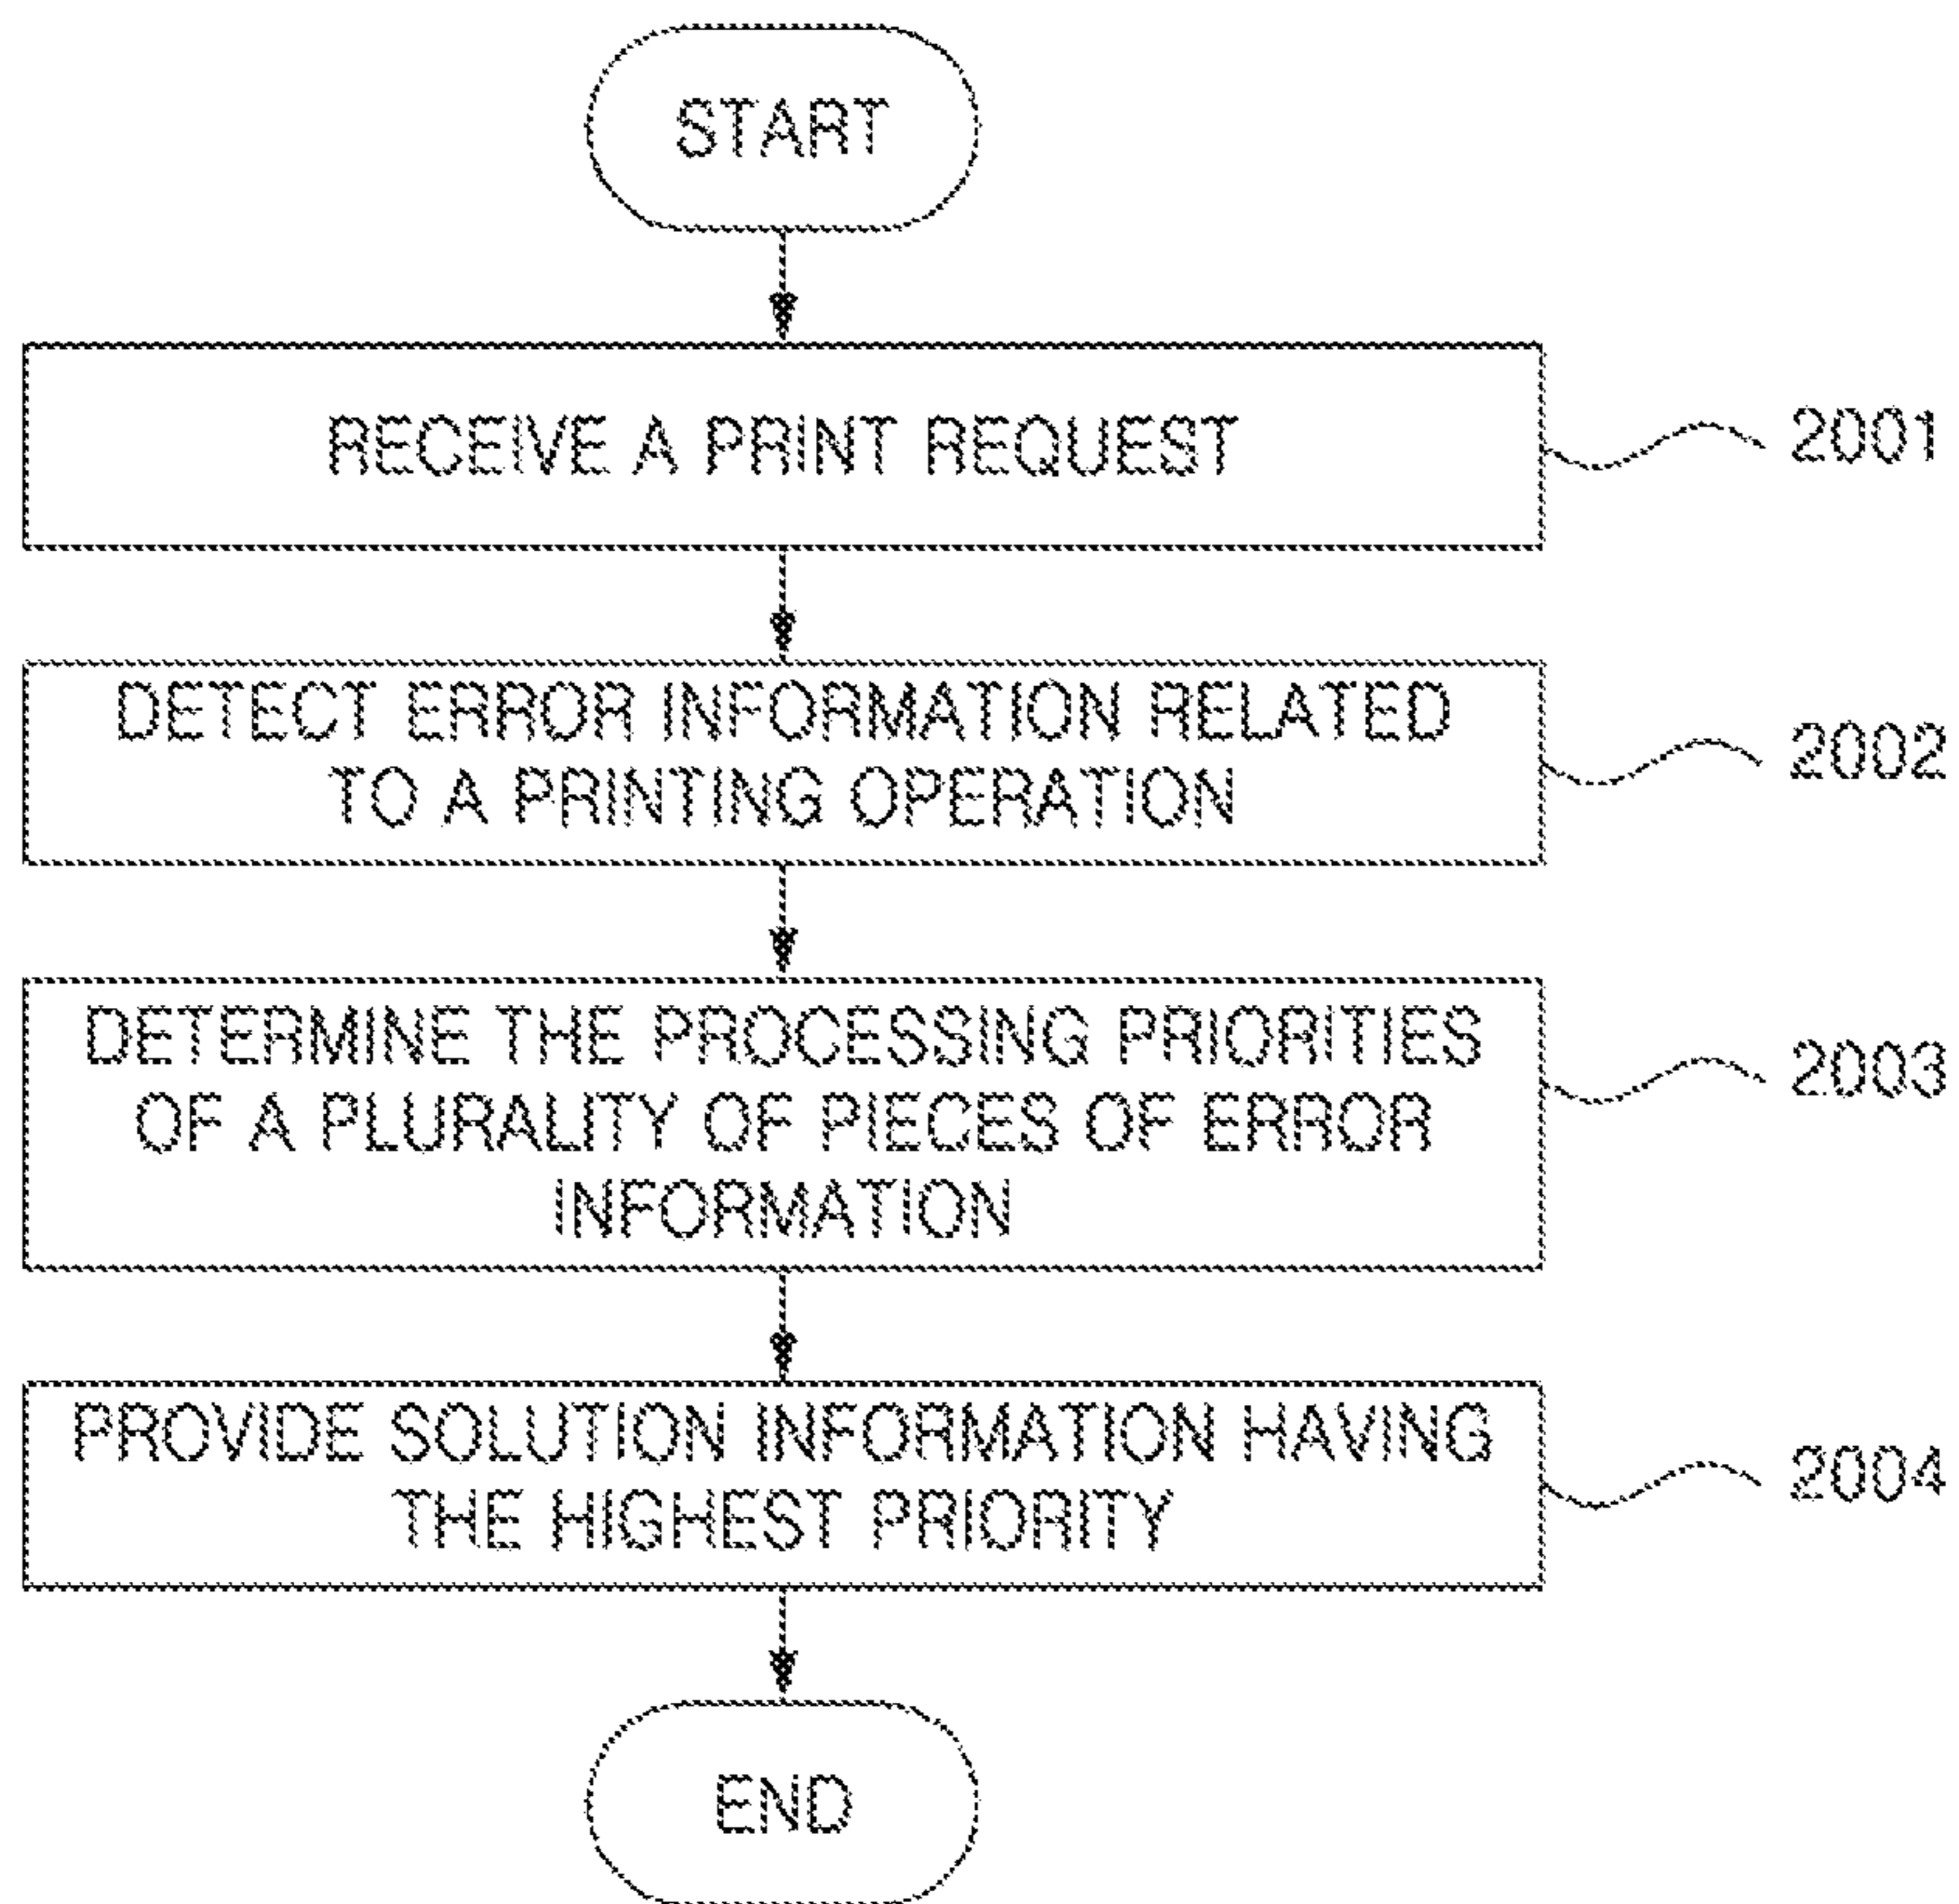 START
RECEIVE A PRINT REQUEST
2001
DETECT ERROR INFORMATION RELATED
TO A PRINTING OPERATION
2002
DETERMINE THE PROCESSING PRIORITIES
OF A PLURALITY OF PIECES OF ERROR
INFORMATION
2003
PROVIDE SOLUTION INFORMATION HAVING
THE HIGHEST PRIORITY
2004
END